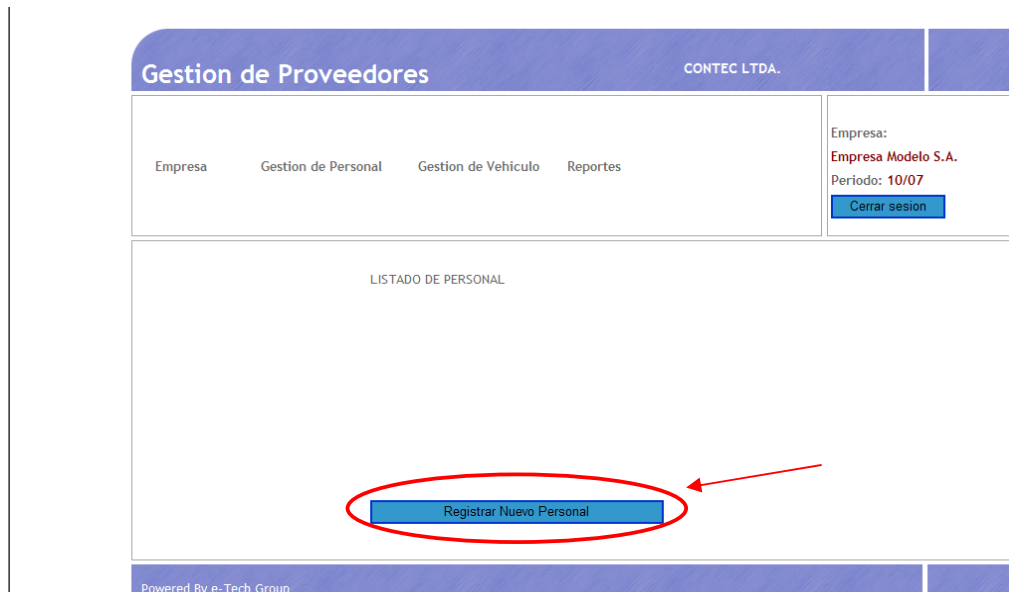 Gestion de Proveedores
CONTEC LTDA.
Empresa Gestion de Personal Gestion de Vehiculo Reportes
Empresa:
Empresa Modelo S.A.
Periodo: 10/07
Cerrar sesion
LISTADO DE PERSONAL
Registrar Nuevo Personal
Powered By e-Tech Group